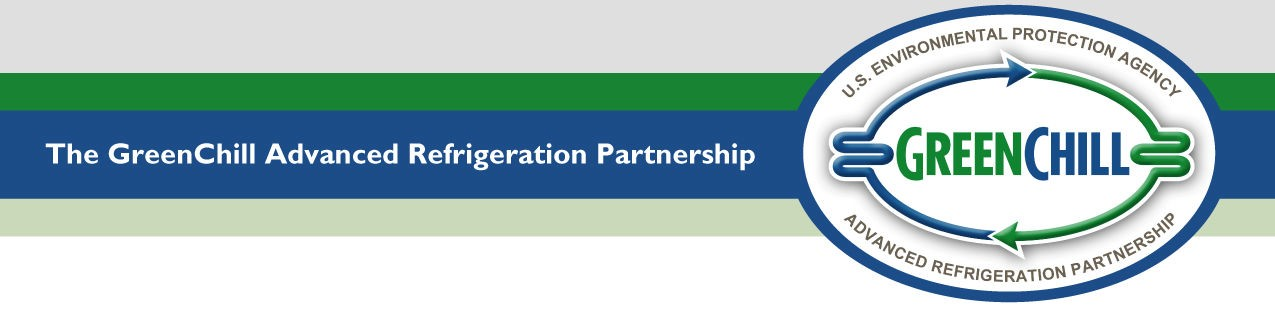 The GreenChill Advanced Refrigeration Partnership
U.S. ENVIRONMENTAL PROTECTION AGENCY
GREENCHILL
ADVANCED REFRIGERATION PARTNERSHIP